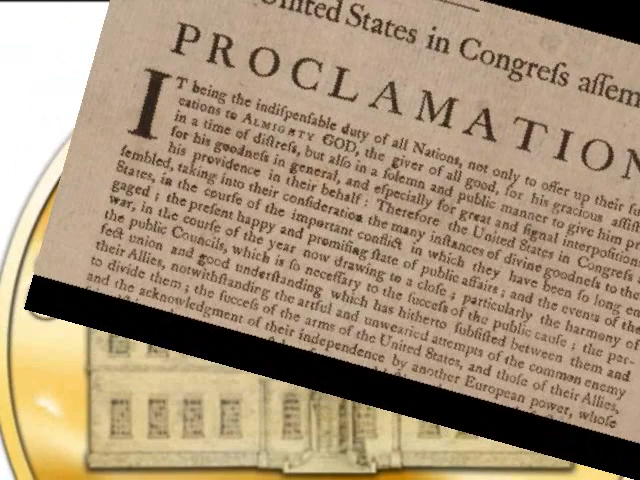 United States in Congreſs aſſem
PROCLAMATION
IT being the indiſpenſable duty of all Nations, not only to offer up their
cations to ALMIGHTY GOD, the giver of all good, for his gracious aſſiſt
in a time of diſtreſs, but alſo in a ſolemn and public manner to give him
for his goodneſs in general, and eſpecially for great and ſignal interpoſitions
his providence in their behalf: Therefore the United States in Congreſs
ſembled, taking into their conſideration the many inſtances of divine goodneſs to
States, in the courſe of the important conflict in which they have been ſo long
gaged; the preſent happy and promiſing ſtate of public affairs; and the events of the
war, in the courſe of the year now drawing to a cloſe; particularly the harmony of
the public Councils, which is ſo neceſſary to the ſucceſs of the public cauſe; the per-
fect union and good underſtanding which has hitherto ſubſiſted between them and
their Allies, notwithſtanding the artful and unwearied attempts of the common enemy
to divide them; the ſucceſs of the arms of the United States, and thoſe of their Allies,
and the acknowledgment of their independence by another European power, whoſe